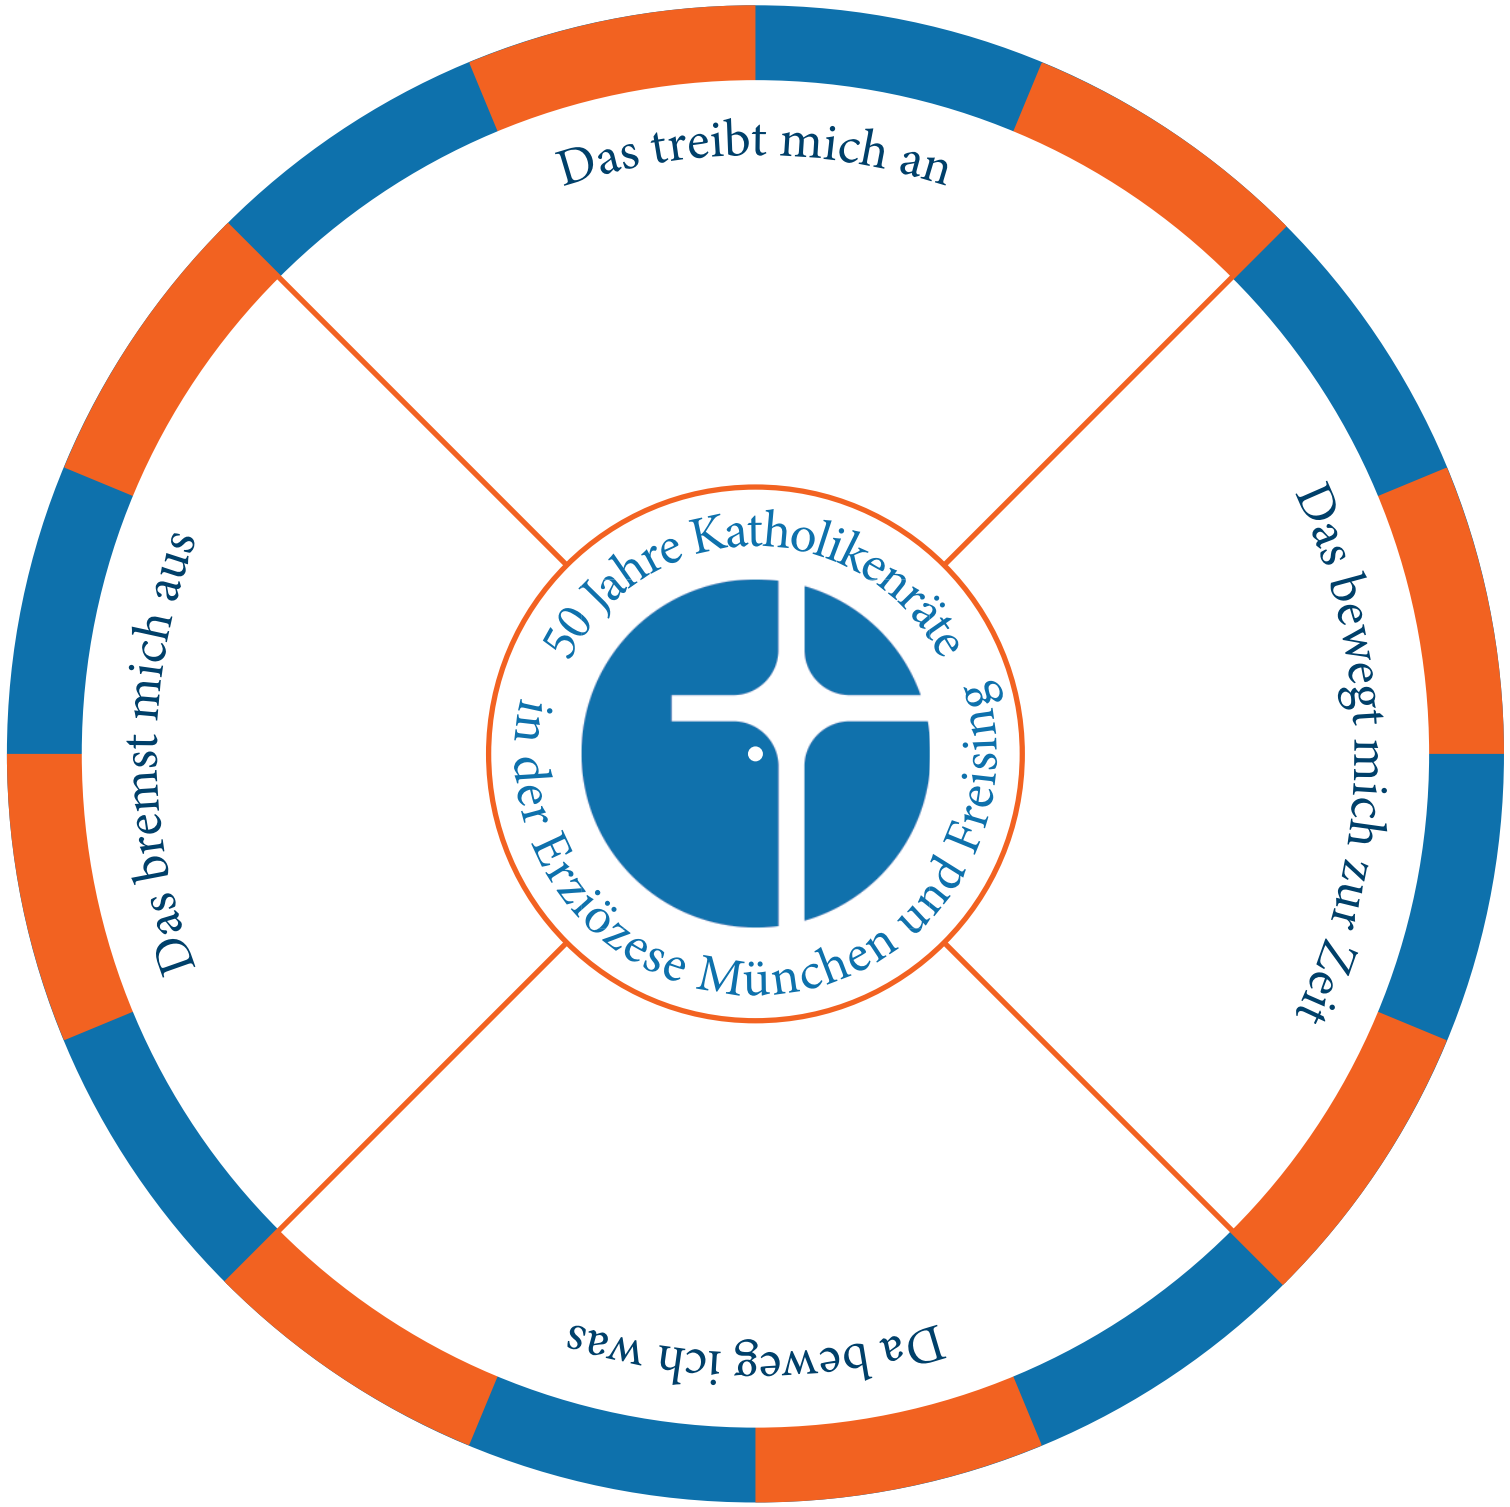 Das treibt mich an
Das bewegt mich zur Zeit
Da beweg ich was
Das bremst mich aus
50 Jahre Katholikenräte
in der Erziözese München und Freising